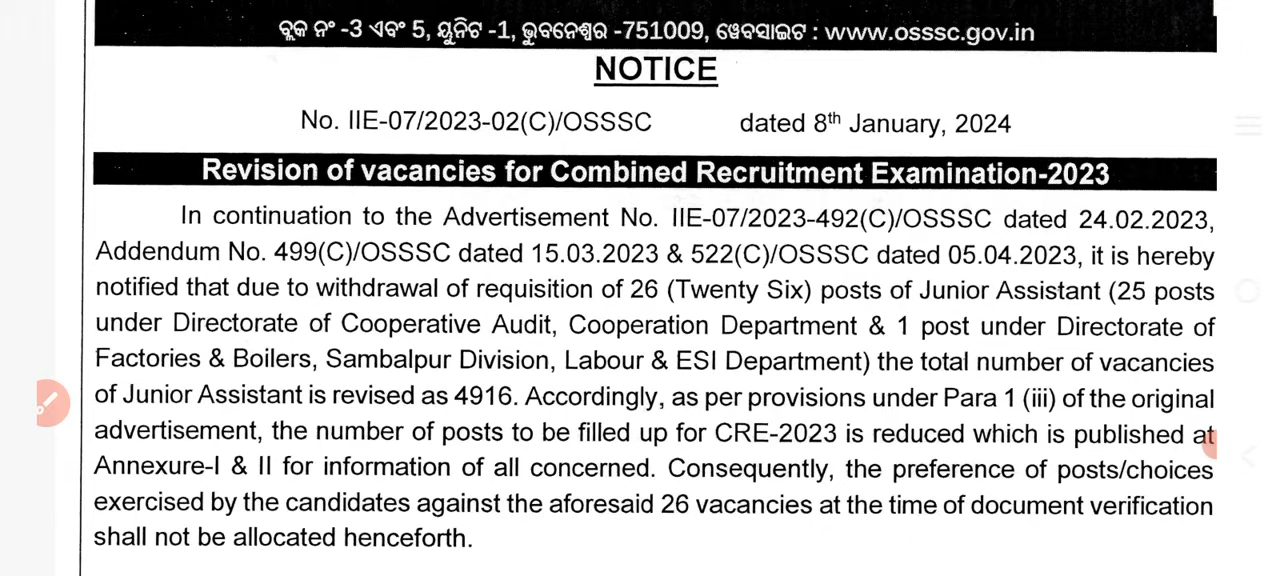 ବ୍ଲକ ନଂ -3 ଏବଂ 5, ୟୁନିଟ -1, ଭୁବନେଶ୍ୱର -751009, ୱେବସାଇଟ : www.osssc.gov.in
NOTICE
No. IIE-07/2023-02(C)/OSSSC dated 8th January, 2024
Revision of vacancies for Combined Recruitment Examination-2023
In continuation to the Advertisement No. IIE-07/2023-492(C)/OSSSC dated 24.02.2023,
Addendum No. 499(C)/OSSSC dated 15.03.2023 & 522(C)/OSSSC dated 05.04.2023, it is hereby
notified that due to withdrawal of requisition of 26 (Twenty Six) posts of Junior Assistant (25 posts
under Directorate of Cooperative Audit, Cooperation Department & 1 post under Directorate of
Factories & Boilers, Sambalpur Division, Labour & ESI Department) the total number of vacancies
of Junior Assistant is revised as 4916. Accordingly, as per provisions under Para 1 (iii) of the original
advertisement, the number of posts to be filled up for CRE-2023 is reduced which is published at
Annexure-I & II for information of all concerned. Consequently, the preference of posts/choices
exercised by the candidates against the aforesaid 26 vacancies at the time of document verification
shall not be allocated henceforth.